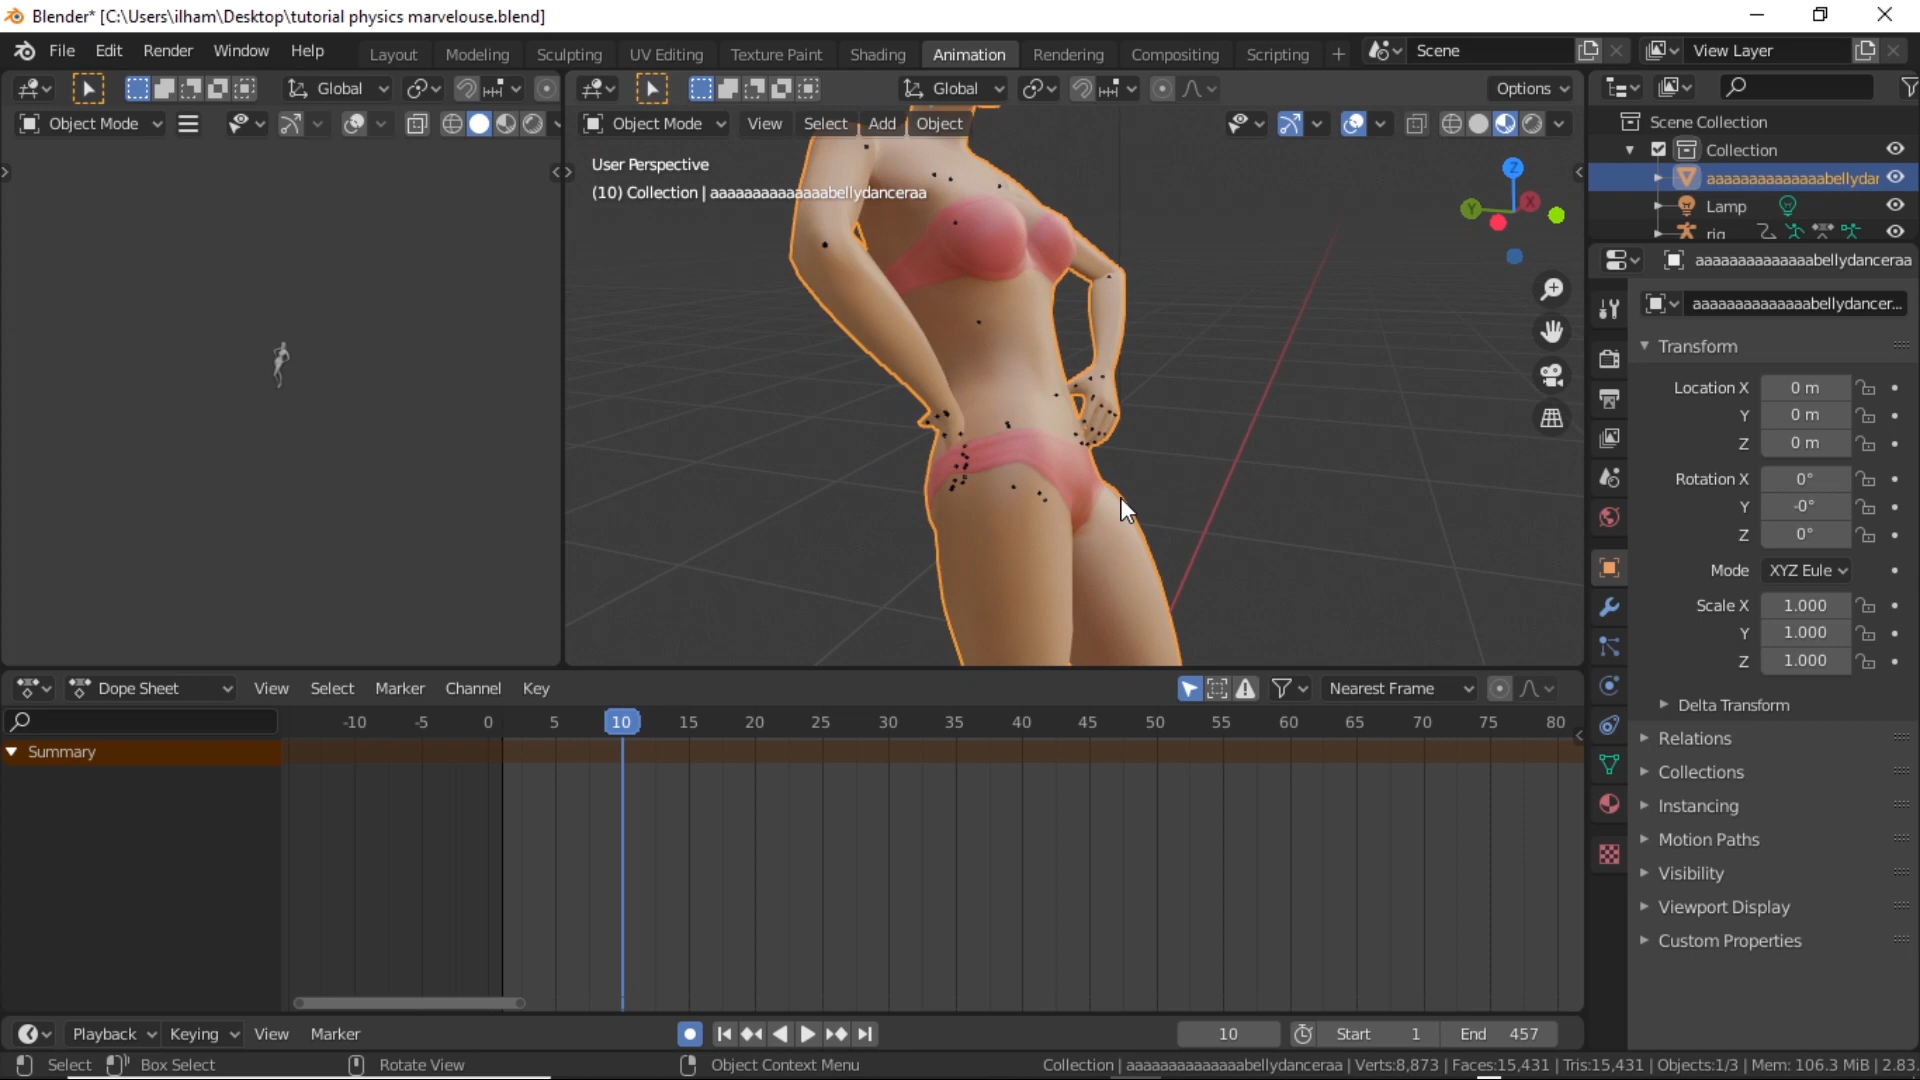 Blender* [C:\Users\ilham\Desktop\tutorial physics marvelouse.blend]
File Edit Render Window Help Layout Modeling Sculpting UV Editing Texture Paint Shading Animation Rendering Compositing Scripting + Scene View Layer
Global Global Options
Object Mode Object Mode View Select Add Object
Scene Collection
Collection
User Perspective
(10) Collection | aaaaaaaaaaaaaabellydanceraa
aaaaaaaaaaaaaabellydar
Lamp
rig
Z
Y X
aaaaaaaaaaaaaabellydanceraa
aaaaaaaaaaaaaabellydancer...
Transform
Location X 0 m
Y 0 m
Z 0 m
Rotation X 0°
Y -0°
Z 0°
Mode XYZ Eule
Scale X 1.000
Y 1.000
Z 1.000
Delta Transform
Relations
Collections
Instancing
Motion Paths
Visibility
Viewport Display
Custom Properties
Dope Sheet View Select Marker Channel Key Nearest Frame
-10 -5 0 5 10 15 20 25 30 35 40 45 50 55 60 65 70 75 80
Summary
Playback Keying View Marker 10 Start 1 End 457
Select Box Select Rotate View Object Context Menu Collection | aaaaaaaaaaaaaabellydanceraa | Verts:8,873 | Faces:15,431 | Tris:15,431 | Objects:1/3 | Mem: 106.3 MiB | 2.83.